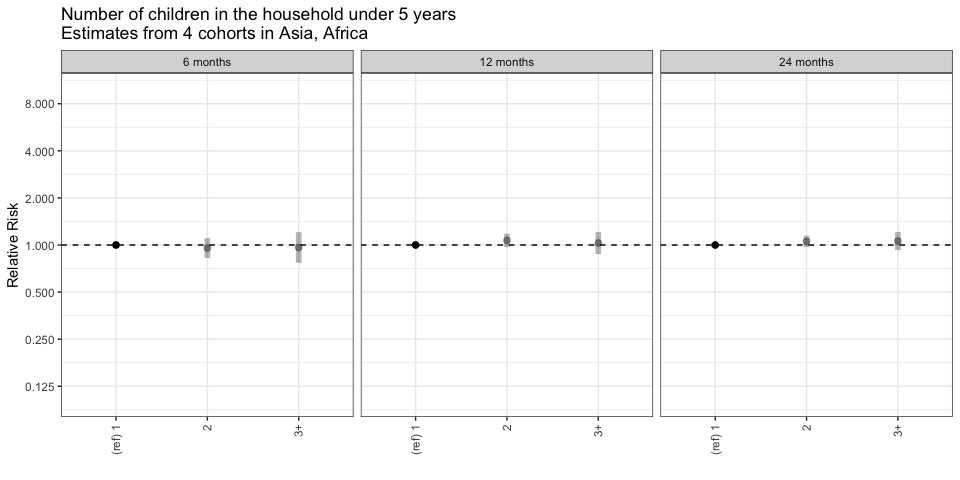 Number of children in the household under 5 years
Estimates from 4 cohorts in Asia, Africa
6 months
12 months
24 months
Relative Risk
8.000
4.000
2.000
1.000
0.500
0.250
0.125
(ref) 1
2
3+
(ref) 1
2
3+
(ref) 1
2
3+